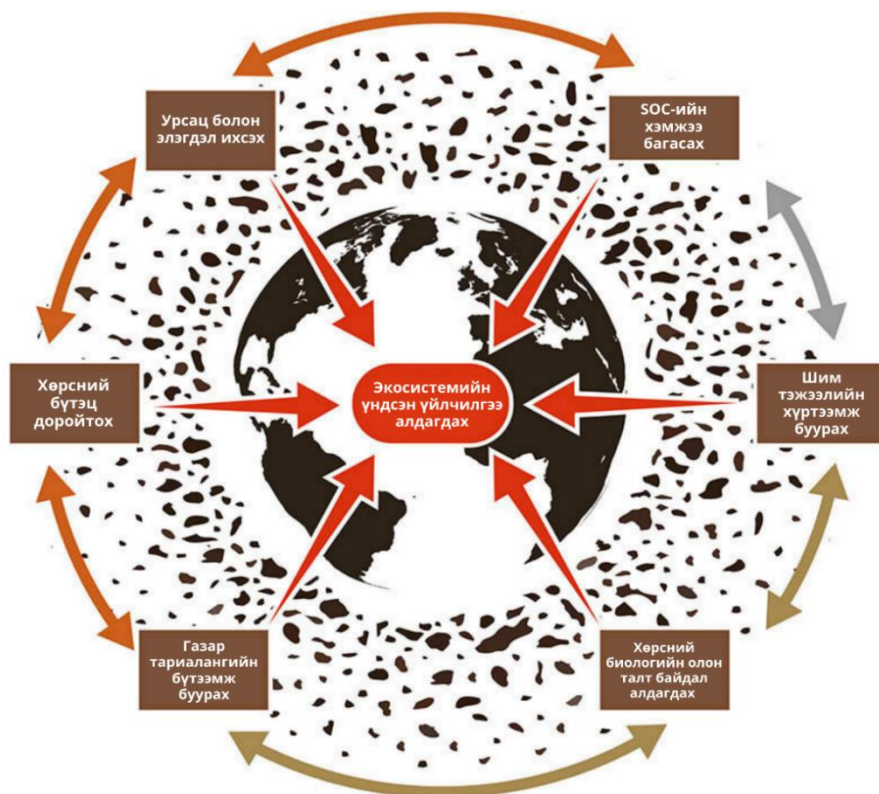 Урсац болон
элэгдэл ихсэх
SOC-ийн
хэмжээ
багасах
Хөрсний
бүтэц
доройтох
Экосистемийн
үндсэн үйлчилгээ
алдагдах
Шим
тэжээлийн
хүртээмж
буурах
Газар
тариалангийн
бүтээмж
буурах
Хөрсний
биологийн олон
талт байдал
алдагдах